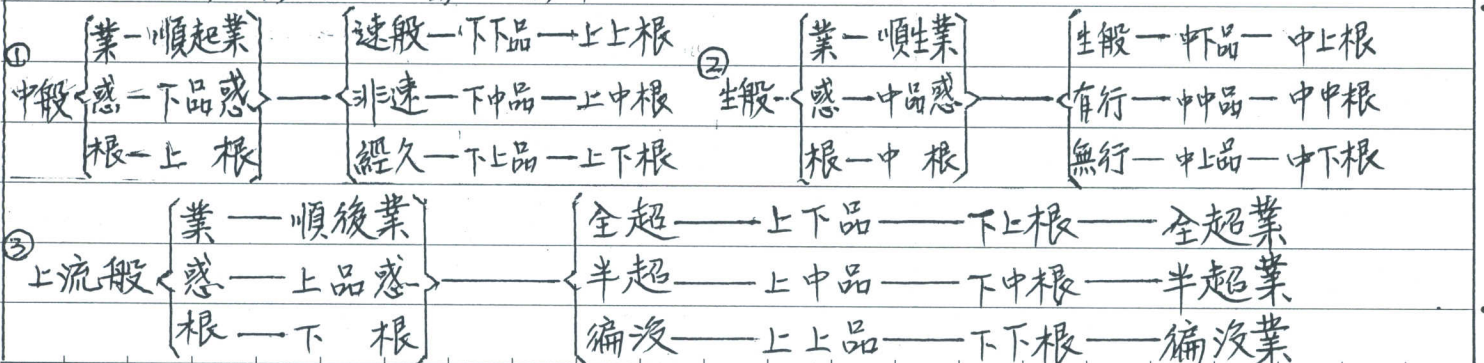 ① 中般 { 業—順起業 惑—下品惑 根—上 根 } —— { 速般—下下品—上上根 非速—下中品—上中根 經久—下上品—上下根
② 生般 { 業—順生業 惑—中品惑 根—中 根 } —— { 生般—中下品—中上根 有行—中中品—中中根 無行—中上品—中下根
③ 上流般 { 業——順後業 惑——上品惑 根——下 根 } —— { 全超——上下品——下上根——全超業 半超——上中品——下中根——半超業 徧沒——上上品——下下根——徧沒業